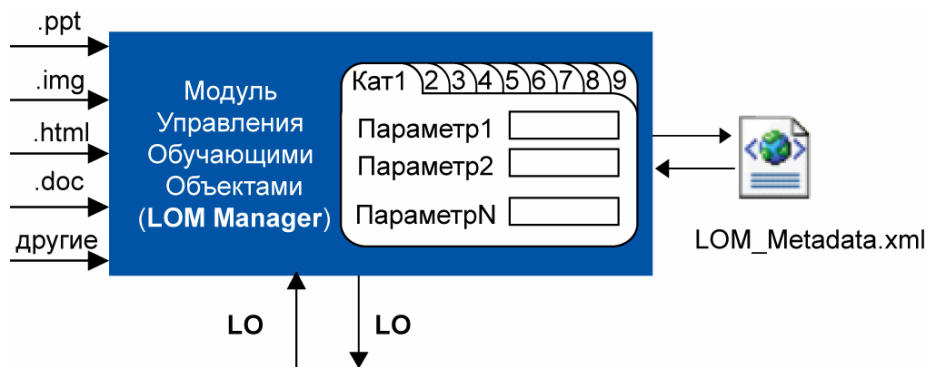 .ppt
.img
.html
.doc
другие
Модуль
Управления
Обучающими
Объектами
(LOM Manager)
Кат1 2 3 4 5 6 7 8 9
Параметр1
Параметр2
ПараметрN
LOM_Metadata.xml
LO
LO